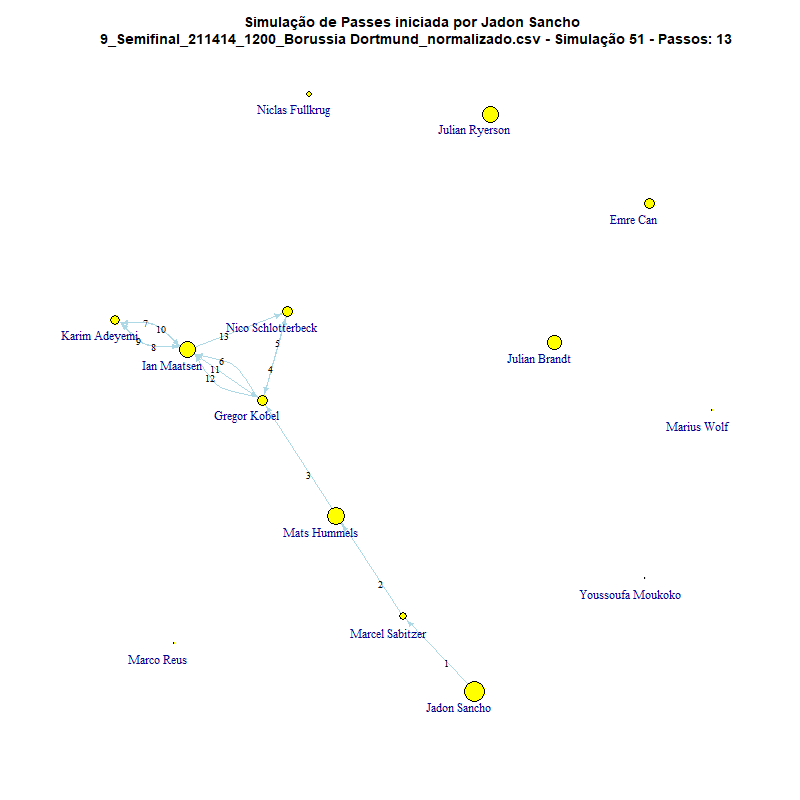 Simulação de Passes iniciada por Jadon Sancho
9_Semifinal_211414_1200_Borussia Dortmund_normalizado.csv - Simulação 51 - Passos: 13
Niclas Fullkrug
Julian Ryerson
Emre Can
Nico Schlotterbeck
Karim Adeyemi
7
10
9
8
13
5
Ian Maatsen
6
11
12
4
Julian Brandt
Gregor Kobel
Marius Wolf
3
Mats Hummels
2
Youssoufa Moukoko
Marcel Sabitzer
Marco Reus
1
Jadon Sancho